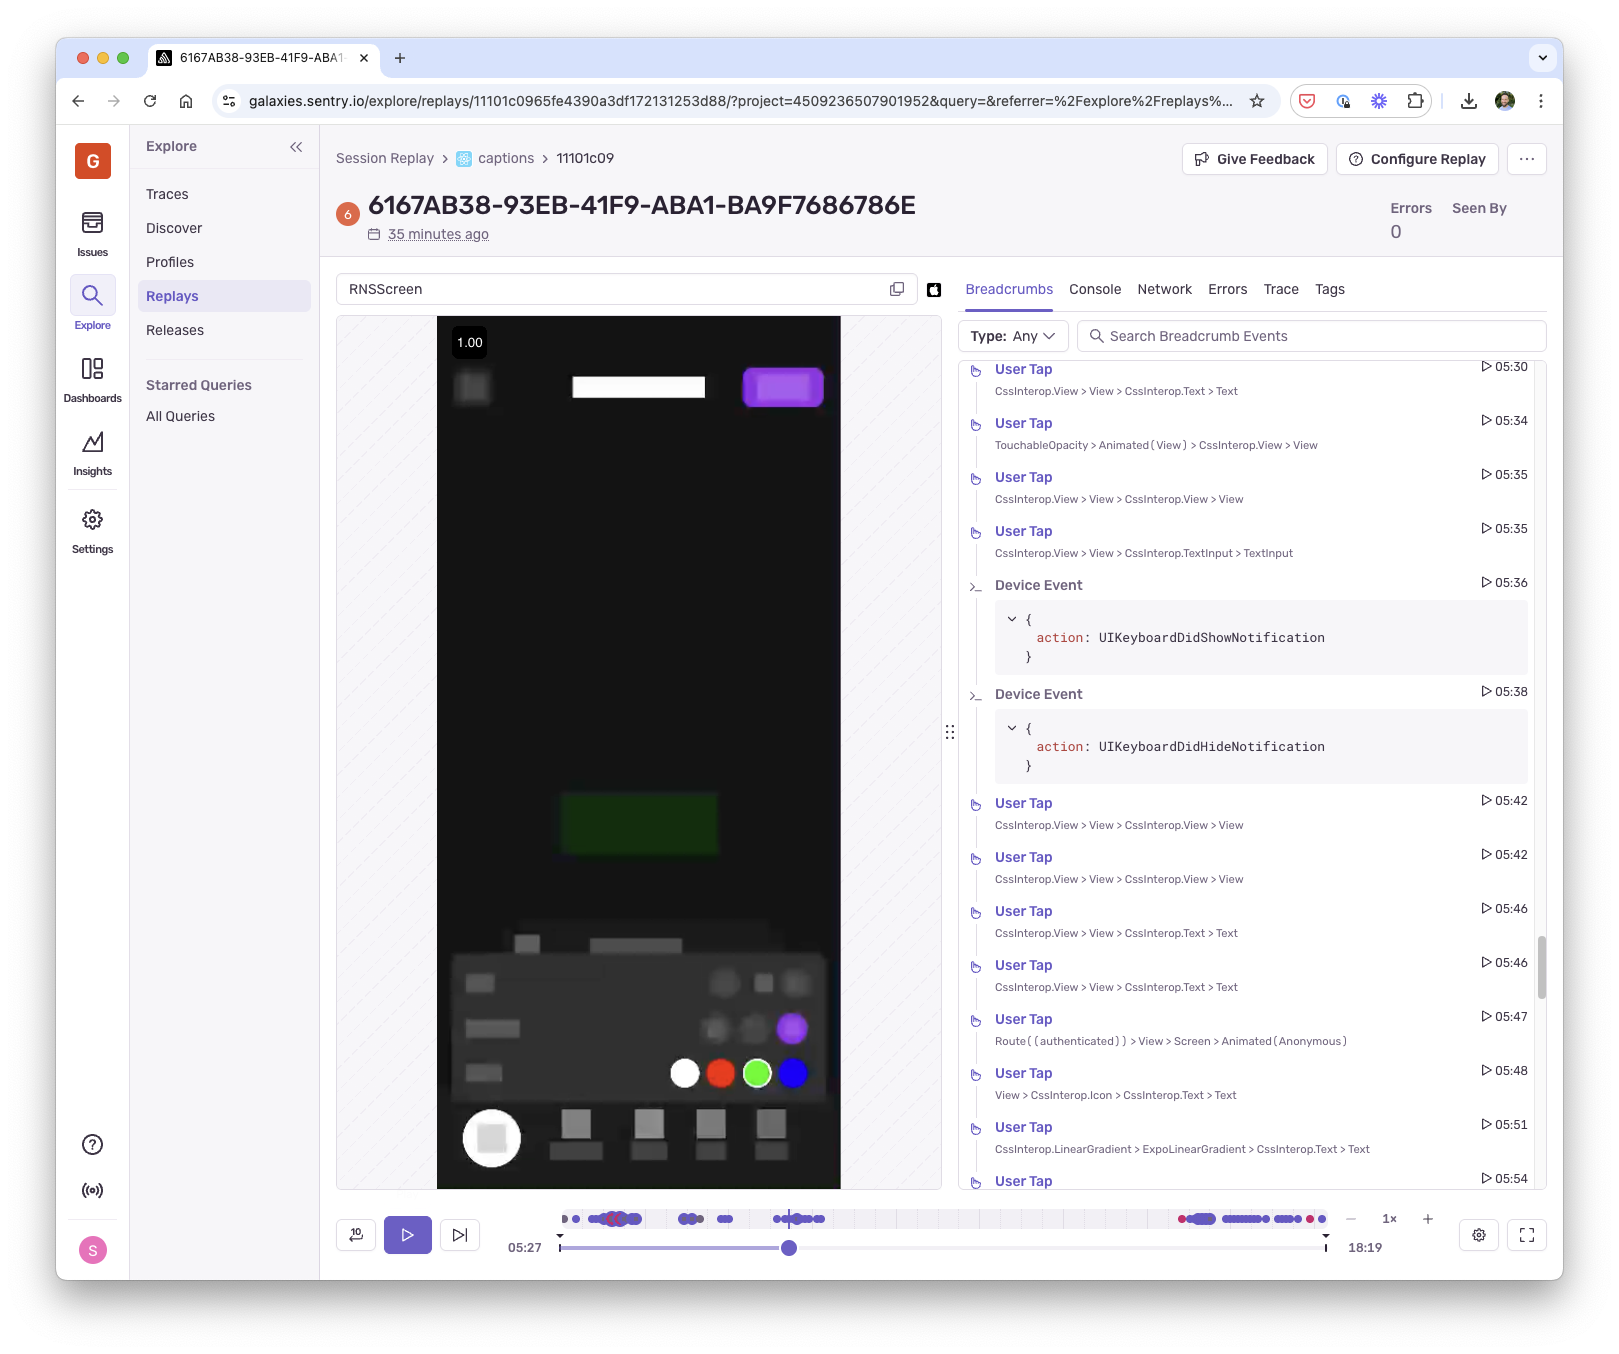 6167AB38-93EB-41F9-ABA1-
galaxies.sentry.io/explore/replays/11101c0965fe4390a3df172131253d88/?project=4509236507901952&query=&referrer=%2Fexplore%2Freplays%...
G
Issues
Explore
Dashboards
Insights
Settings
S
Explore
Traces
Discover
Profiles
Replays
Releases
Starred Queries
All Queries
Session Replay > captions > 11101c09
Give Feedback
Configure Replay
6
6167AB38-93EB-41F9-ABA1-BA9F7686786E
35 minutes ago
Errors
0
Seen By
RNSScreen
1.00
Breadcrumbs Console Network Errors Trace Tags
Type: Any
Search Breadcrumb Events
User Tap 05:30
CssInterop.View > View > CssInterop.Text > Text
User Tap 05:34
TouchableOpacity > Animated(View) > CssInterop.View > View
User Tap 05:35
CssInterop.View > View > CssInterop.View > View
User Tap 05:35
CssInterop.View > View > CssInterop.TextInput > TextInput
Device Event 05:36
{
action: UIKeyboardDidShowNotification
}
Device Event 05:38
{
action: UIKeyboardDidHideNotification
}
User Tap 05:42
CssInterop.View > View > CssInterop.View > View
User Tap 05:42
CssInterop.View > View > CssInterop.View > View
User Tap 05:46
CssInterop.View > View > CssInterop.Text > Text
User Tap 05:46
CssInterop.View > View > CssInterop.Text > Text
User Tap 05:47
Route((authenticated)) > View > Screen > Animated(Anonymous)
User Tap 05:48
View > CssInterop.Icon > CssInterop.Text > Text
User Tap 05:51
CssInterop.LinearGradient > ExpoLinearGradient > CssInterop.Text > Text
User Tap 05:54
10
05:27
18:19
1x